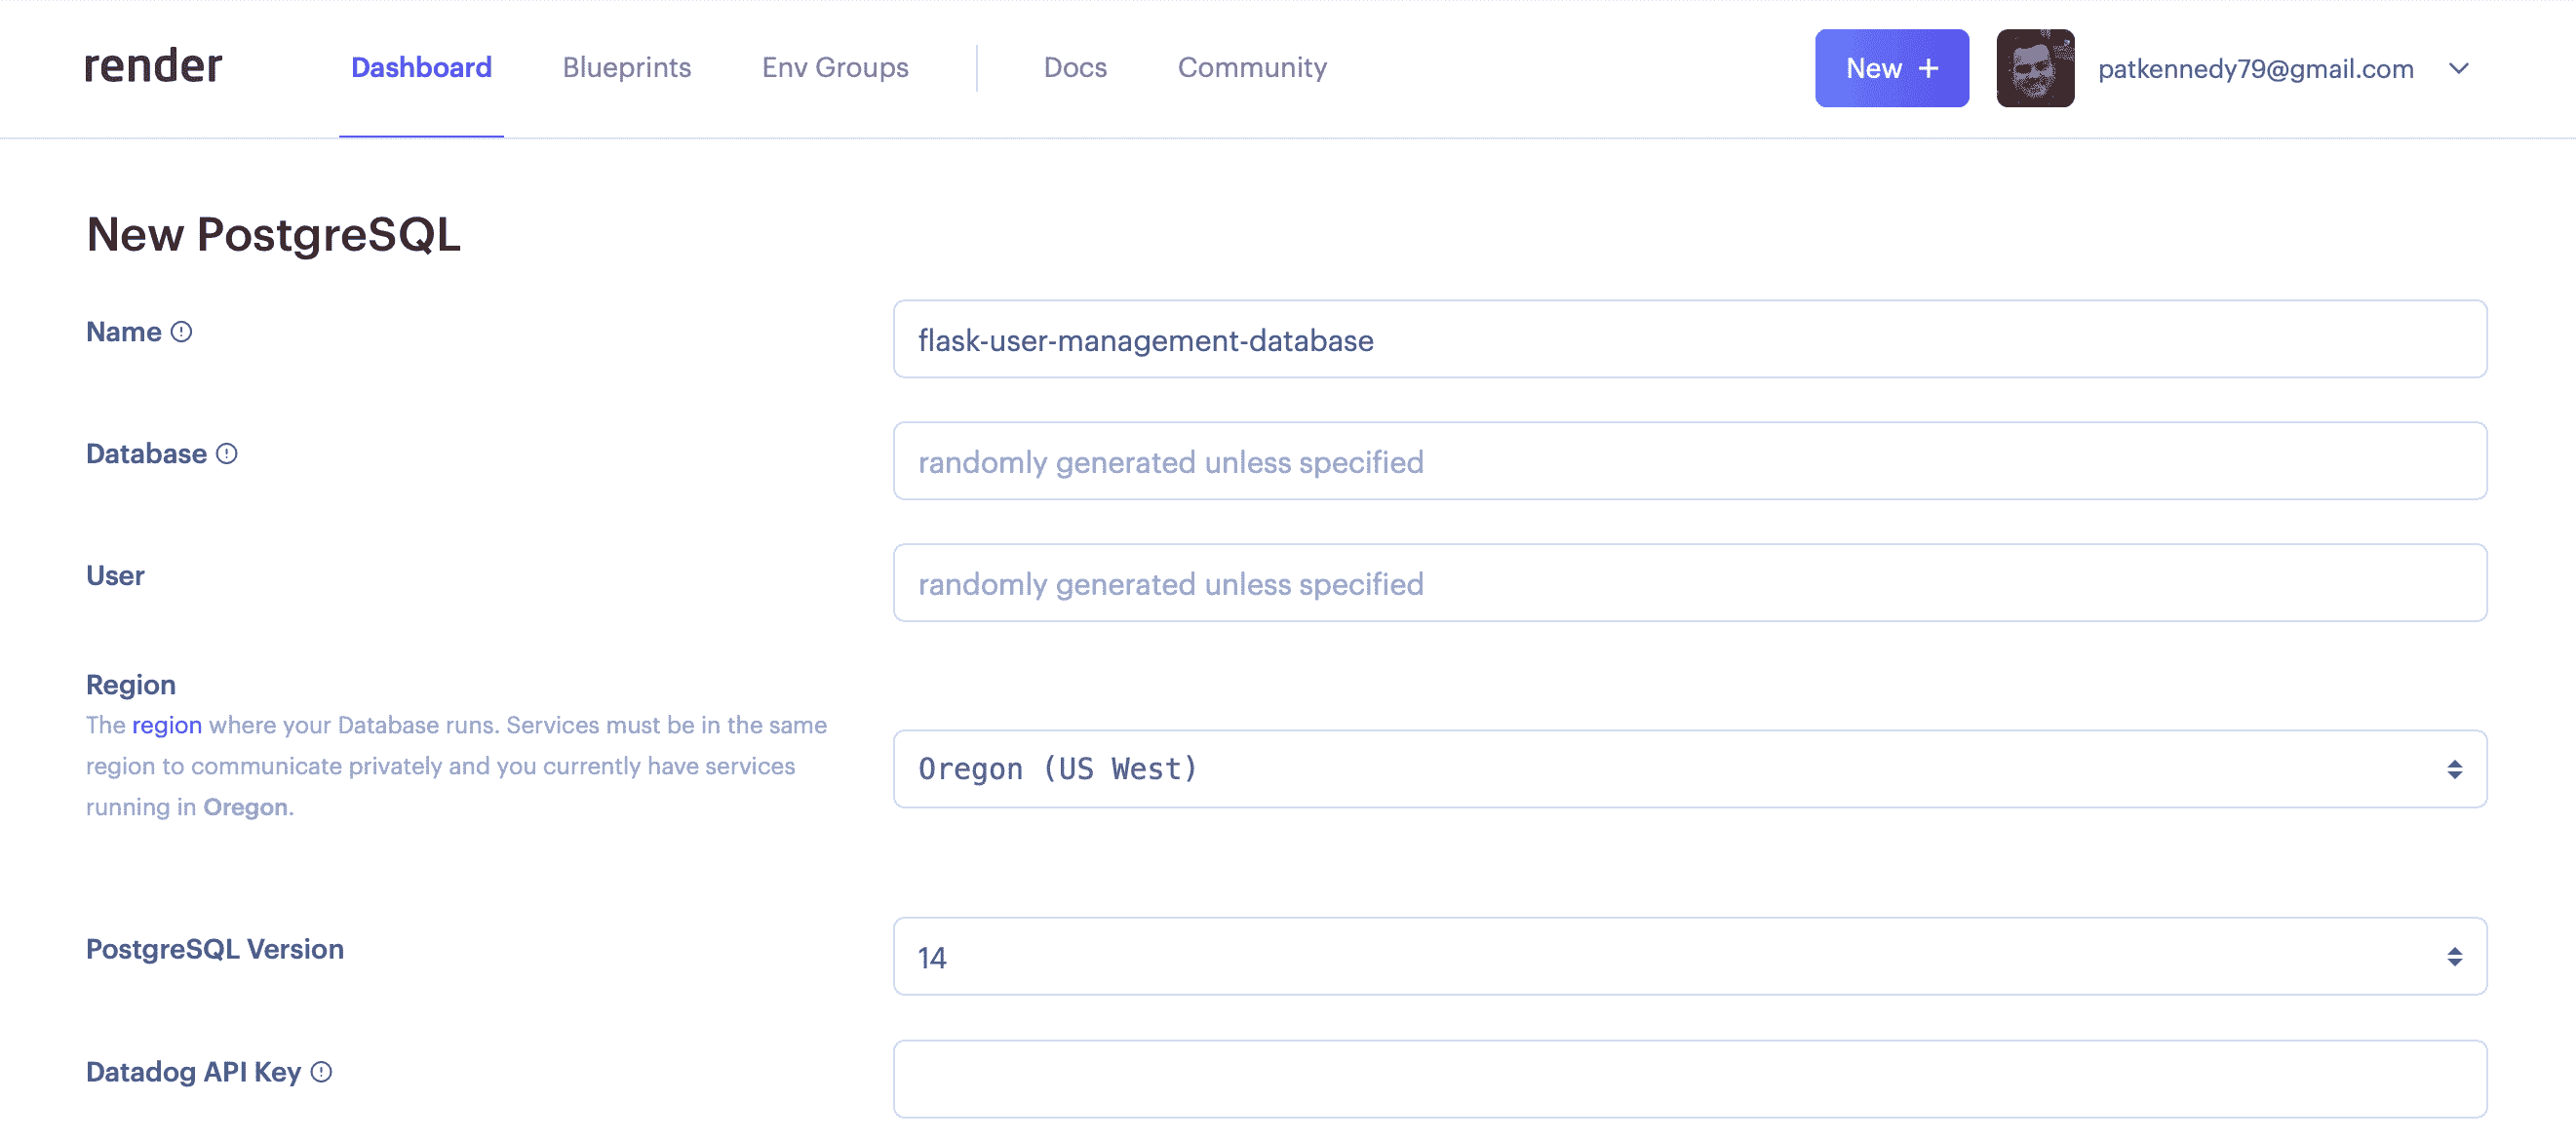 render Dashboard Blueprints Env Groups Docs Community New + patkennedy79@gmail.com
New PostgreSQL
Name flask-user-management-database
Database randomly generated unless specified
User randomly generated unless specified
Region
The region where your Database runs. Services must be in the same
region to communicate privately and you currently have services
running in Oregon.
Oregon (US West)
PostgreSQL Version 14
Datadog API Key